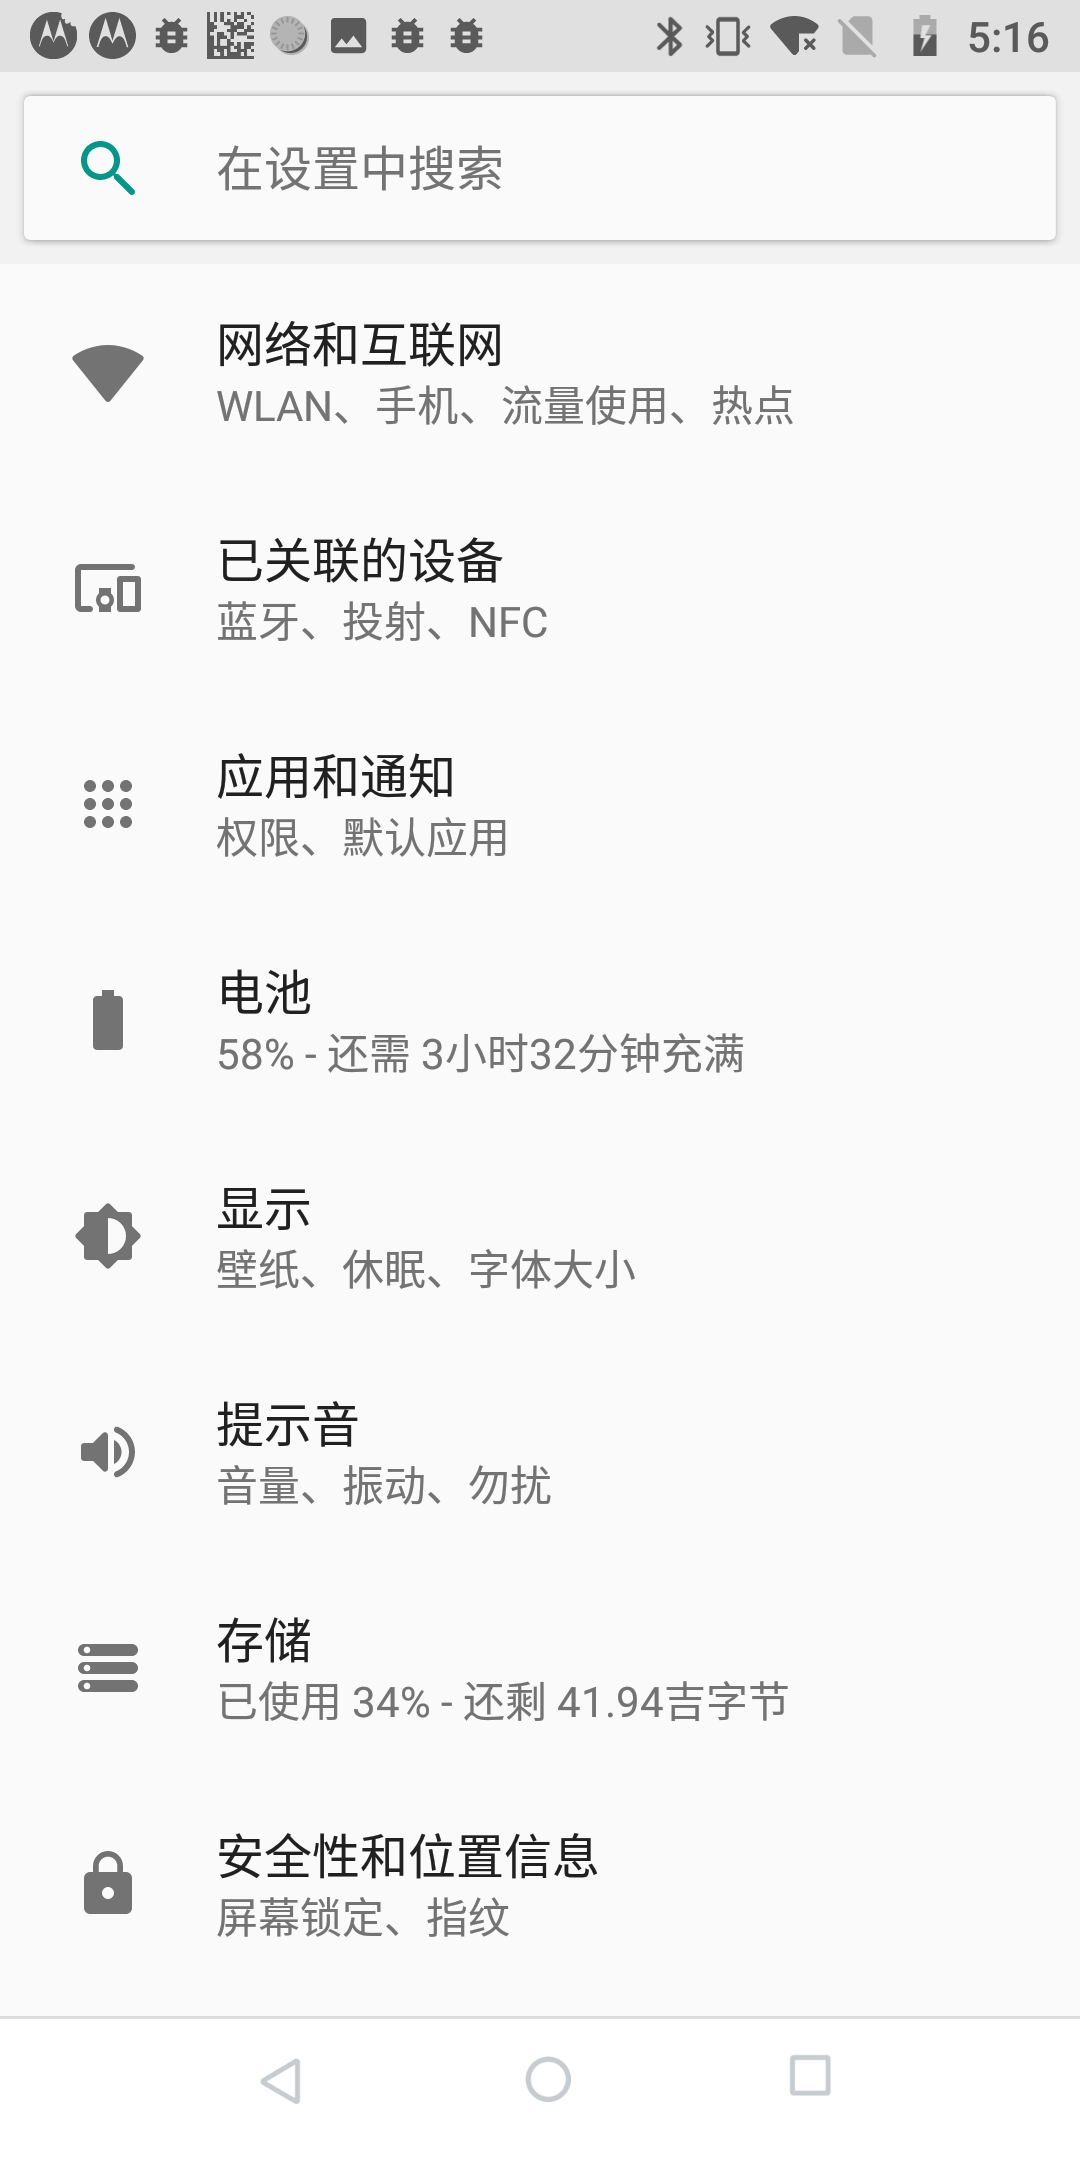 5:16
在设置中搜索
网络和互联网
WLAN、手机、流量使用、热点
已关联的设备
蓝牙、投射、NFC
应用和通知
权限、默认应用
电池
58% - 还需 3小时32分钟充满
显示
壁纸、休眠、字体大小
提示音
音量、振动、勿扰
存储
已使用 34% - 还剩 41.94吉字节
安全性和位置信息
屏幕锁定、指纹